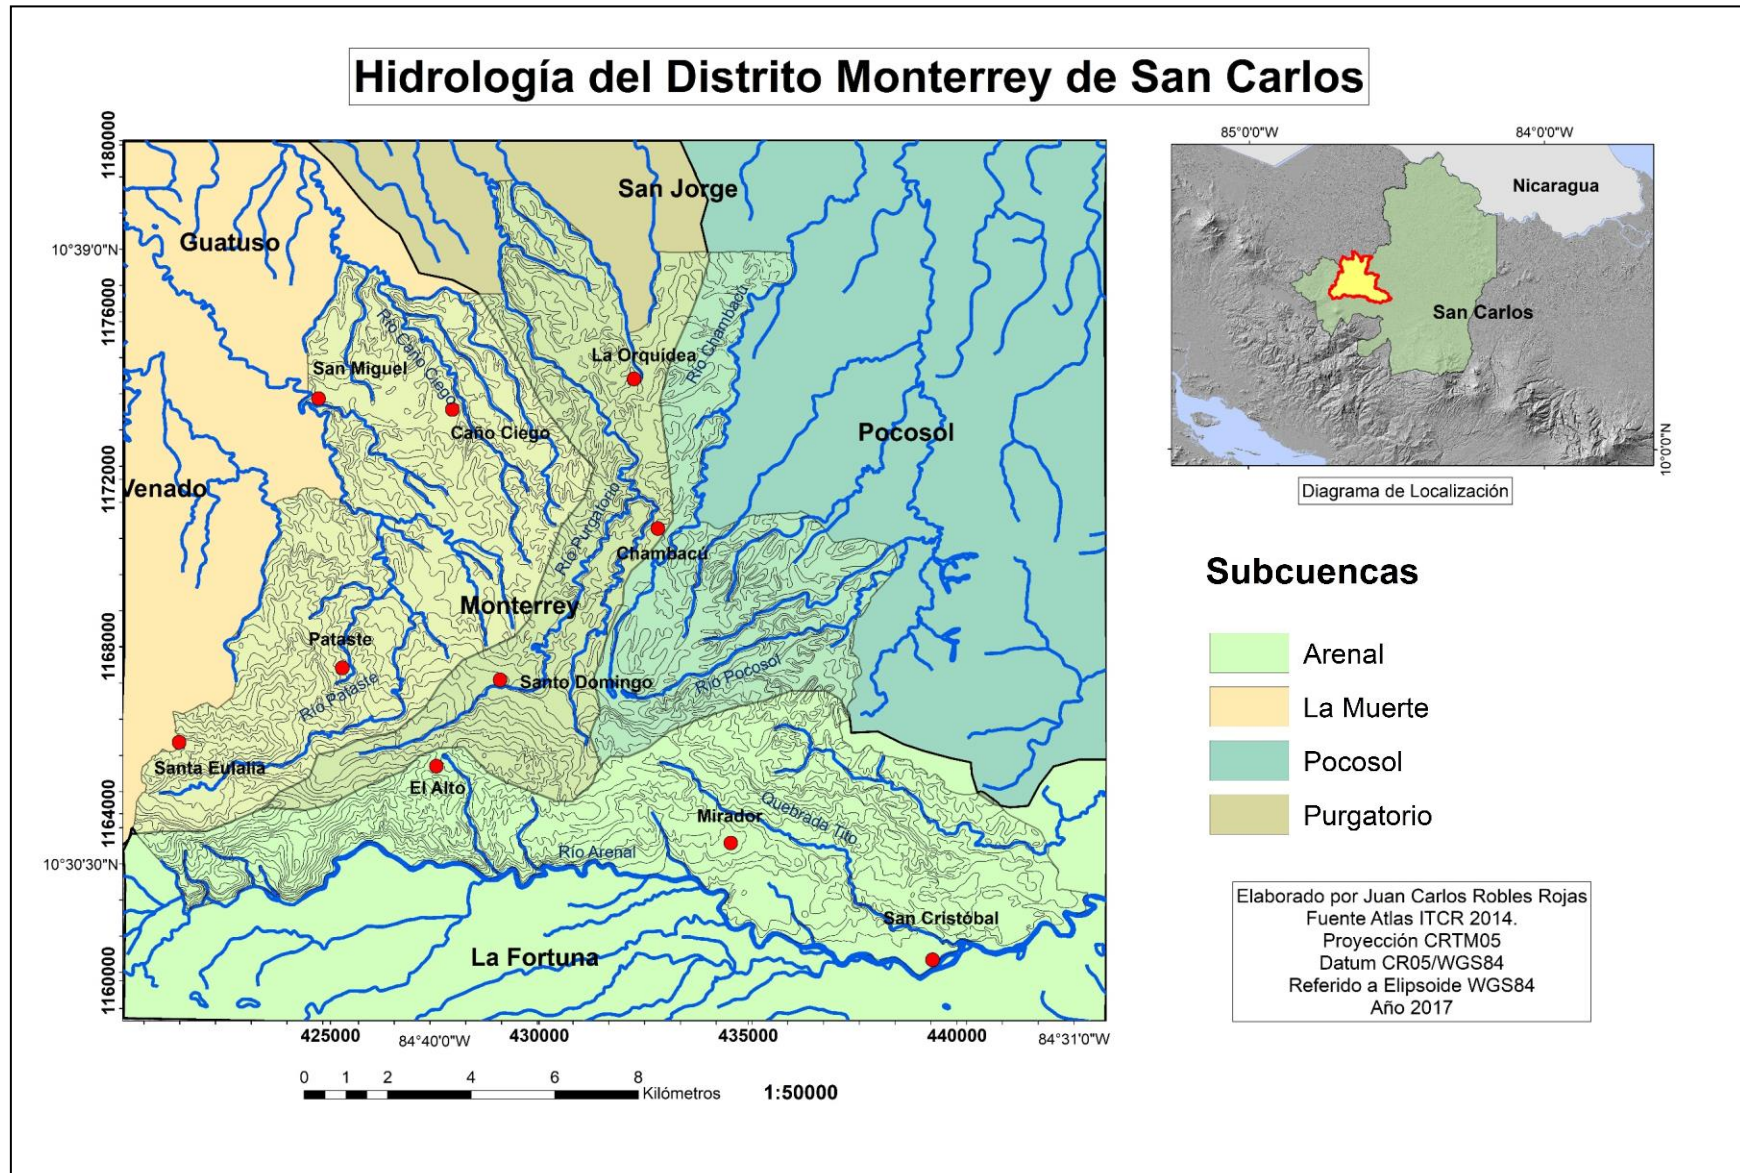 Hidrología del Distrito Monterrey de San Carlos
1180000
10°39'0"N
1176000
1172000
1168000
1164000
10°30'30"N
1160000
San Jorge
Guatuso
Río Chambacú
Río Caño Ciego
La Orquídea
San Miguel
Caño Ciego
Pocosol
Venado
Río Purgatorio
Chambacú
Monterrey
Pataste
Río Pataste
Santo Domingo
Río Pocosol
Santa Eulalia
El Alto
Quebrada Tito
Mirador
Río Arenal
San Cristóbal
La Fortuna
425000
84°40'0"W
430000
435000
440000
84°31'0"W
0 1 2 4 6 8
Kilómetros
1:50000
85°0'0"W
84°0'0"W
Nicaragua
San Carlos
10°0'0"N
Diagrama de Localización
Subcuencas
Arenal
La Muerte
Pocosol
Purgatorio
Elaborado por Juan Carlos Robles Rojas
Fuente Atlas ITCR 2014.
Proyección CRTM05
Datum CR05/WGS84
Referido a Elipsoide WGS84
Año 2017